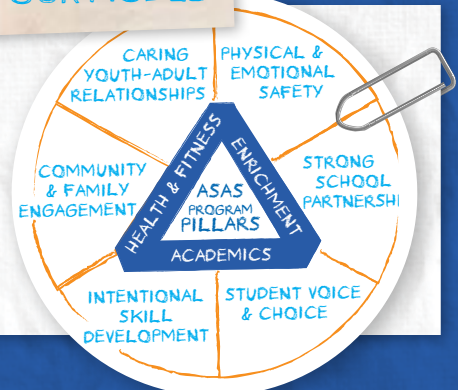 CARING
YOUTH-ADULT
RELATIONSHIPS
PHYSICAL &
EMOTIONAL
SAFETY
COMMUNITY
& FAMILY
ENGAGEMENT
HEALTH & FITNESS
ENRICHMENT
ASAS
PROGRAM
PILLARS
ACADEMICS
STRONG
SCHOOL
PARTNERSHI
INTENTIONAL
SKILL
DEVELOPMENT
STUDENT VOICE
& CHOICE